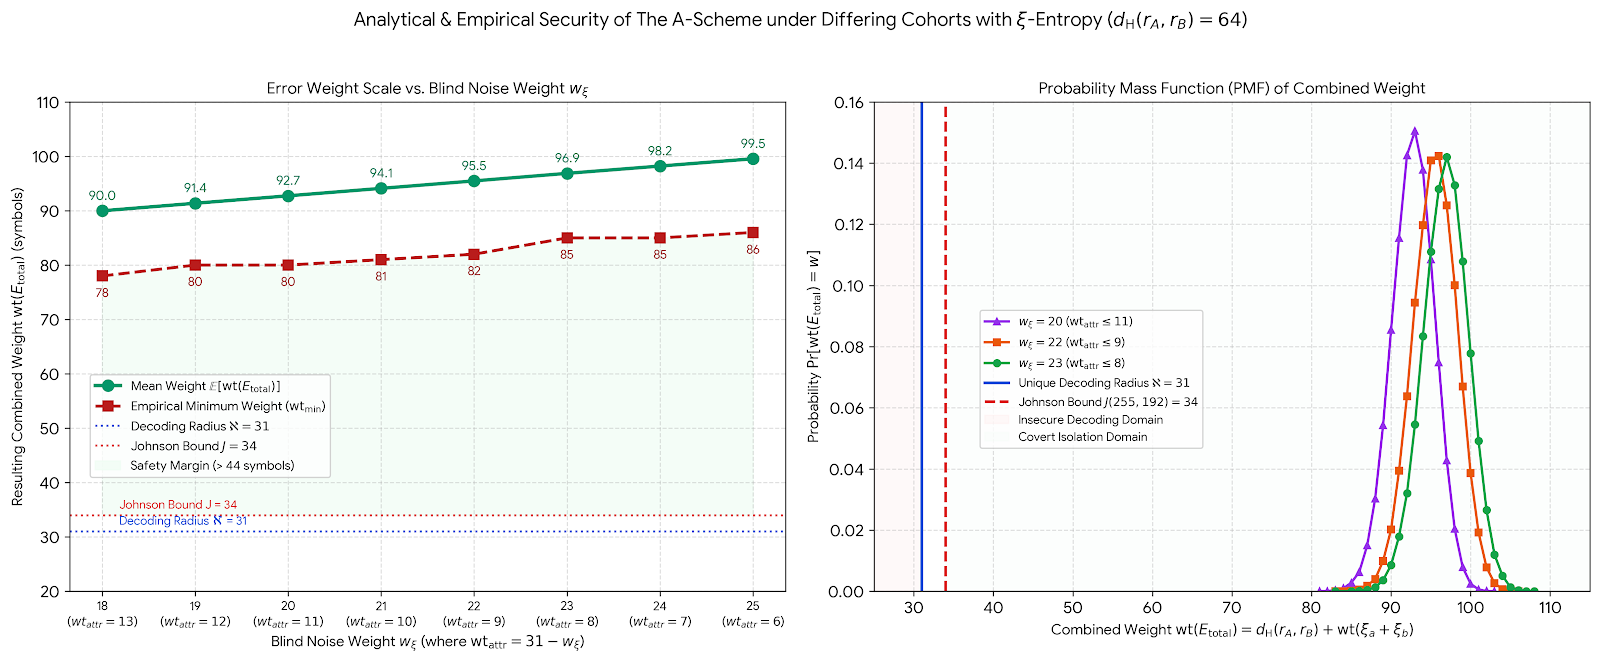 Analytical & Empirical Security of The A-Scheme under Differing Cohorts with ξ-Entropy (d_H(r_A, r_B) = 64)
Error Weight Scale vs. Blind Noise Weight w_ξ
Resulting Combined Weight wt(E_total) (symbols)
110
100
90
80
70
60
50
40
30
20
90.0
91.4
92.7
94.1
95.5
96.9
98.2
99.5
78
80
80
81
82
85
85
86
Mean Weight 𝔼[wt(E_total)]
Empirical Minimum Weight (wt_min)
Decoding Radius ℵ = 31
Johnson Bound J = 34
Safety Margin (> 44 symbols)
Johnson Bound J = 34
Decoding Radius ℵ = 31
18 19 20 21 22 23 24 25
(wt_attr = 13) (wt_attr = 12) (wt_attr = 11) (wt_attr = 10) (wt_attr = 9) (wt_attr = 8) (wt_attr = 7) (wt_attr = 6)
Blind Noise Weight w_ξ (where wt_attr = 31 − w_ξ)
Probability Mass Function (PMF) of Combined Weight
Probability Pr[wt(E_total) = w]
0.16
0.14
0.12
0.10
0.08
0.06
0.04
0.02
0.00
w_ξ = 20 (wt_attr ≤ 11)
w_ξ = 22 (wt_attr ≤ 9)
w_ξ = 23 (wt_attr ≤ 8)
Unique Decoding Radius ℵ = 31
Johnson Bound J(255, 192) = 34
Insecure Decoding Domain
Covert Isolation Domain
30 40 50 60 70 80 90 100 110
Combined Weight wt(E_total) = d_H(r_A, r_B) + wt(ξ_a + ξ_b)